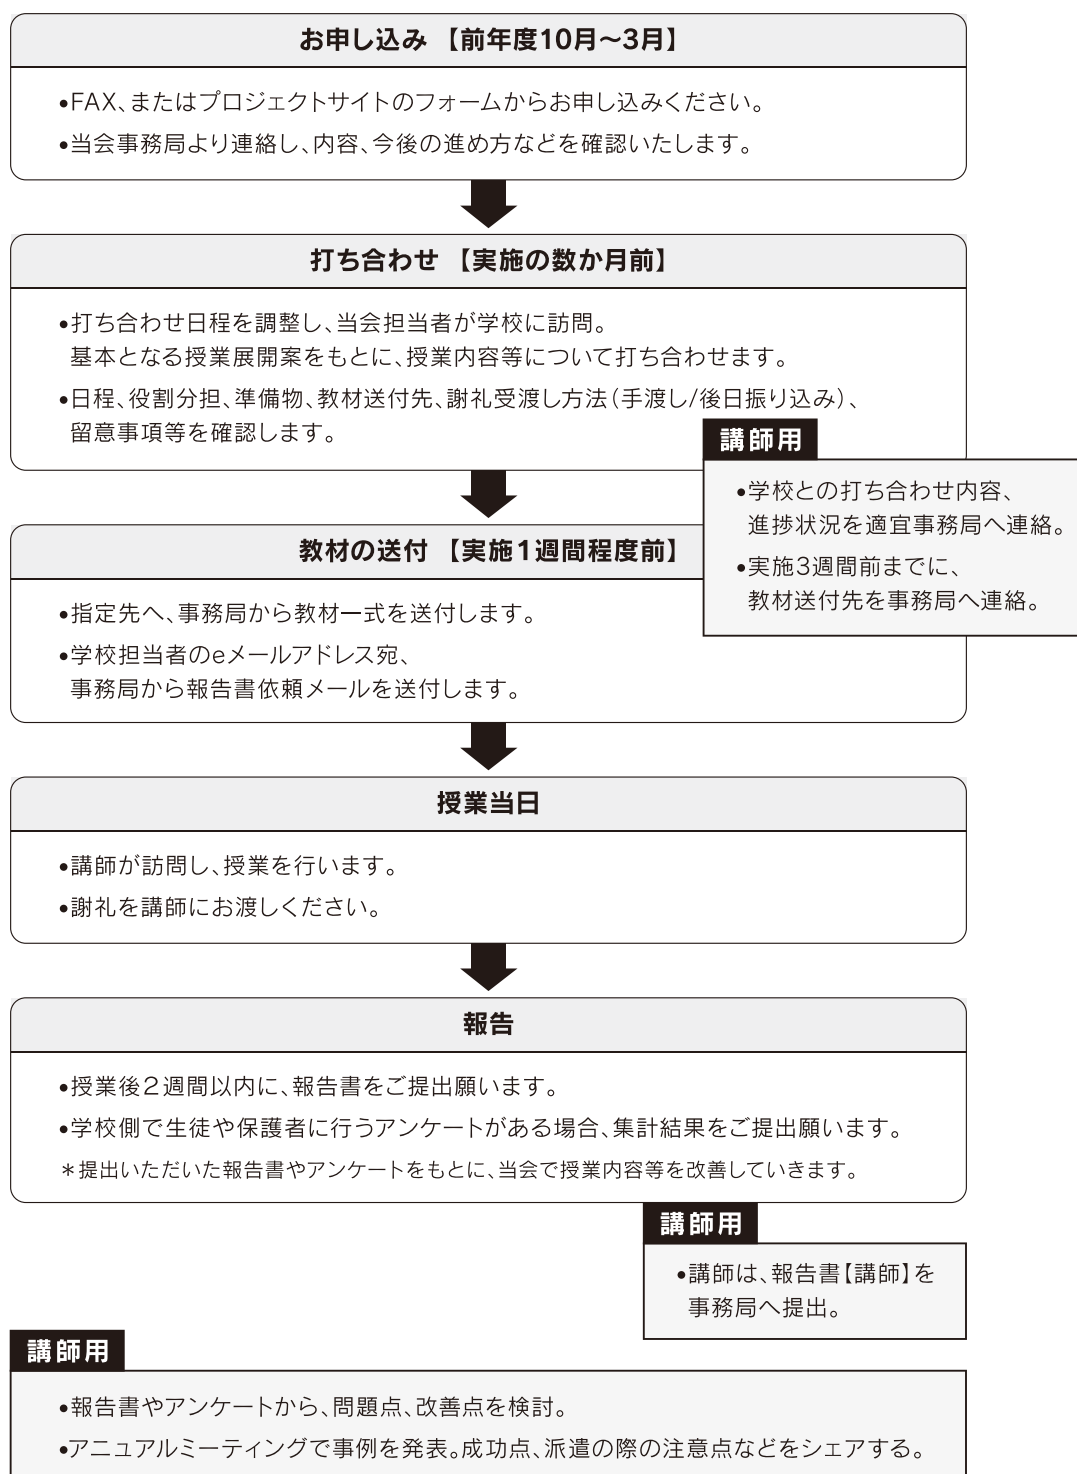 お申し込み 【前年度10月～3月】
•FAX、またはプロジェクトサイトのフォームからお申し込みください。
•当会事務局より連絡し、内容、今後の進め方などを確認いたします。
打ち合わせ 【実施の数か月前】
•打ち合わせ日程を調整し、当会担当者が学校に訪問。
基本となる授業展開案をもとに、授業内容等について打ち合わせます。
•日程、役割分担、準備物、教材送付先、謝礼受渡し方法（手渡し/後日振り込み）、
留意事項等を確認します。
講師用
•学校との打ち合わせ内容、
進捗状況を適宜事務局へ連絡。
•実施3週間前までに、
教材送付先を事務局へ連絡。
教材の送付 【実施1週間程度前】
•指定先へ、事務局から教材一式を送付します。
•学校担当者のeメールアドレス宛、
事務局から報告書依頼メールを送付します。
授業当日
•講師が訪問し、授業を行います。
•謝礼を講師にお渡しください。
報告
•授業後２週間以内に、報告書をご提出願います。
•学校側で生徒や保護者に行うアンケートがある場合、集計結果をご提出願います。
＊提出いただいた報告書やアンケートをもとに、当会で授業内容等を改善していきます。
講師用
•講師は、報告書【講師】を
事務局へ提出。
講師用
•報告書やアンケートから、問題点、改善点を検討。
•アニュアルミーティングで事例を発表。成功点、派遣の際の注意点などをシェアする。